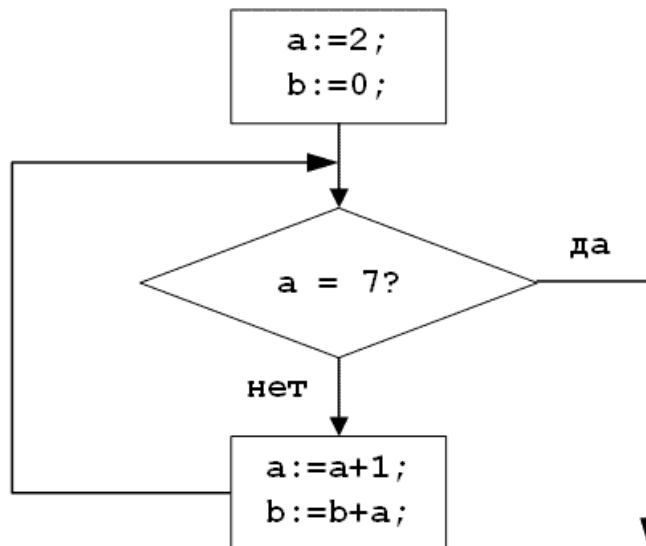 a:=2;
b:=0;
a = 7?
да
нет
a:=a+1;
b:=b+a;